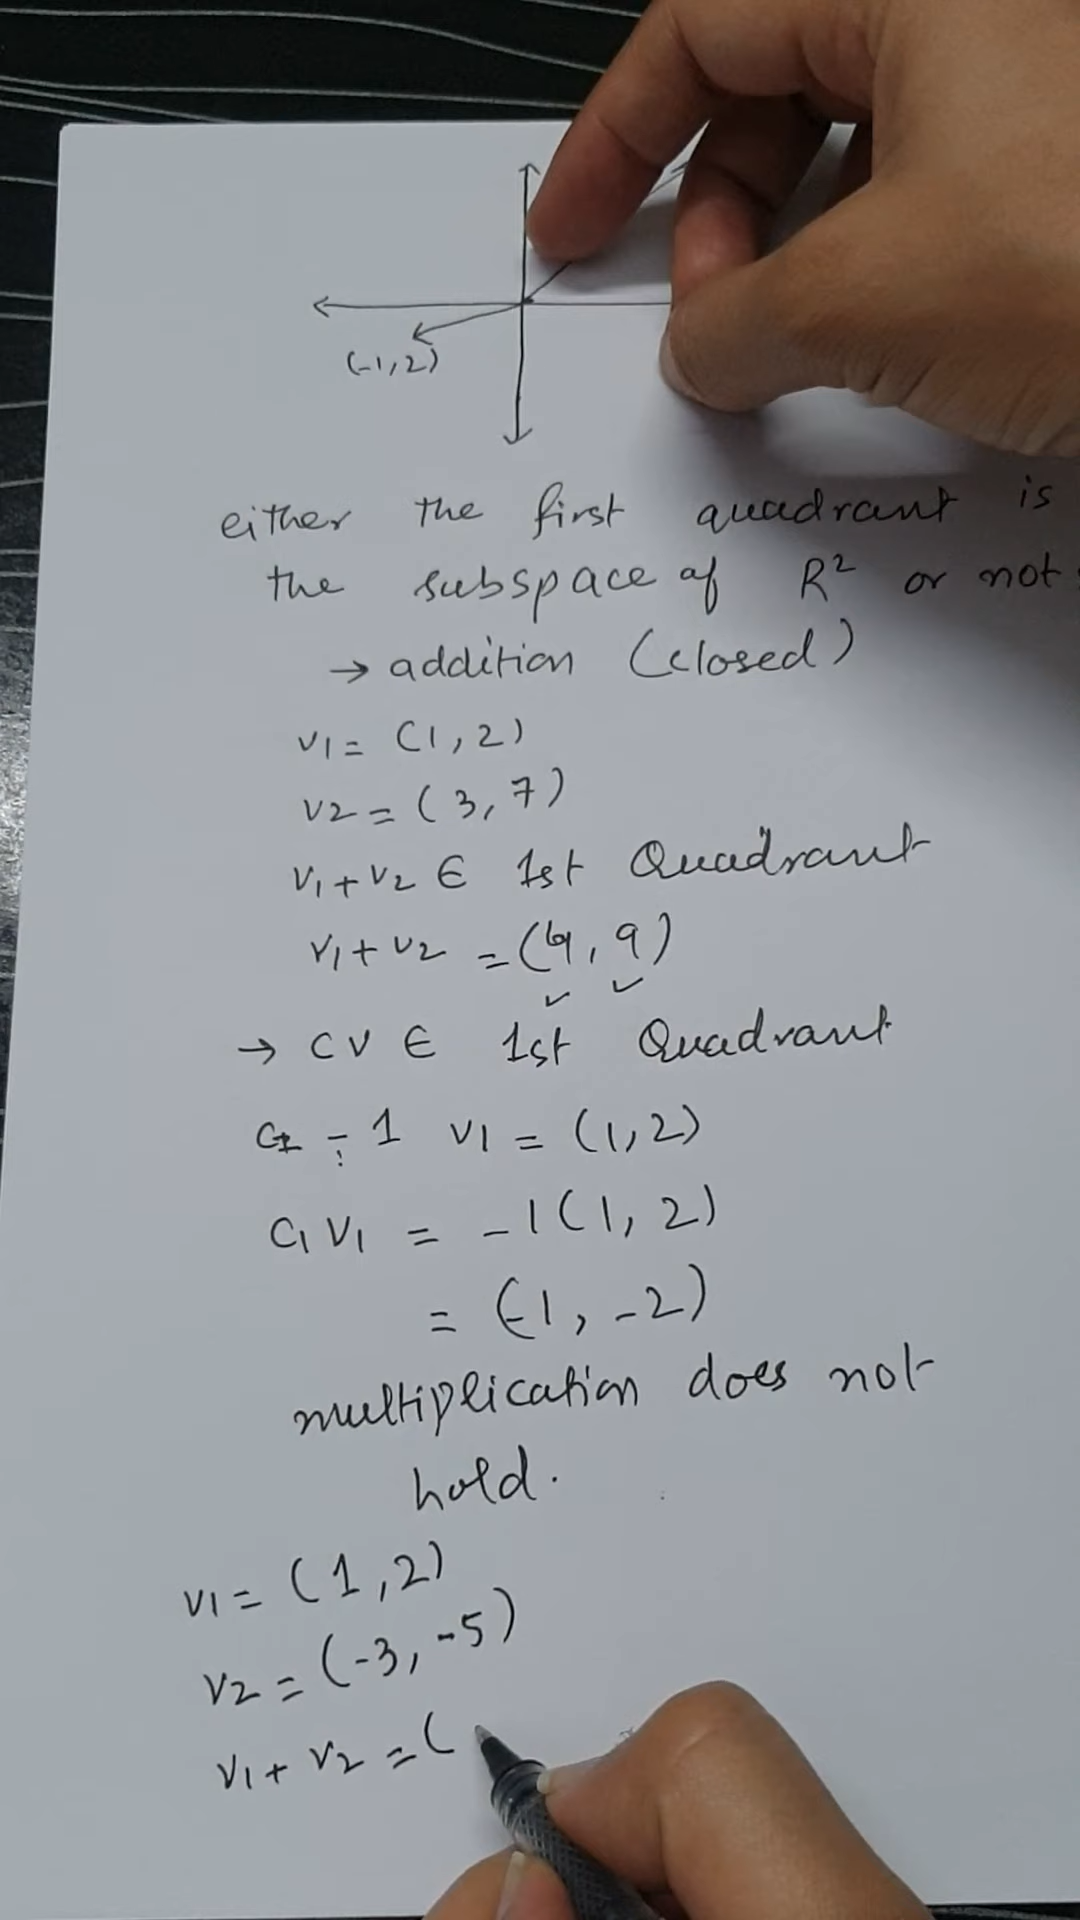 (-1,2)
either the first quadrant is
the subspace of R² or not
→ addition (closed)
v1 = (1,2)
v2 = (3,7)
v1+v2 ∈ 1st Quadrant
v1+v2 = (4,9)
→ cv ∈ 1st Quadrant
v1 = (1,2)
c1 v1 = -1(1,2)
= (-1,-2)
multiplication does not
hold.
v1 = (1,2)
v2 = (-3,-5)
v1+v2 = (